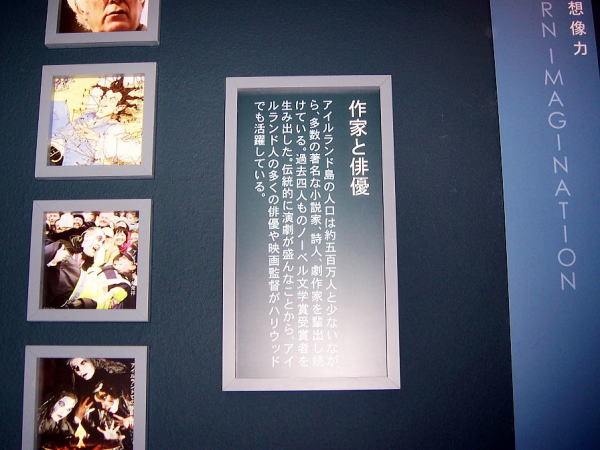 想像力
RN IMAGINATION
作家と俳優
アイルランド島の人口は約五百万人と少ないなが
ら、多数の著名な小説家、詩人、劇作家を輩出し続
けている。過去四人ものノーベル文学賞受賞者を
生み出した。伝統的に演劇が盛んなことから、アイ
ルランド人の多くの俳優や映画監督がハリウッド
でも活躍している。